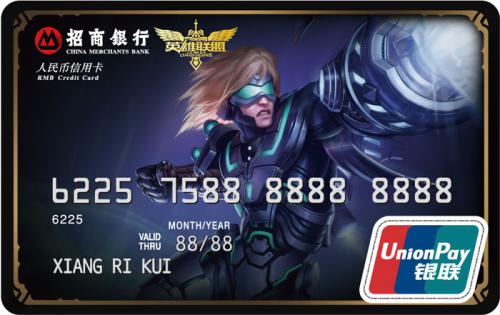 招商银行
CHINA MERCHANTS BANK
人民币信用卡
RMB Credit Card
英雄联盟
6225 7588 8888 8888
6225
MONTH/YEAR
VALID THRU 88/88
XIANG RI KUI
UnionPay
银联